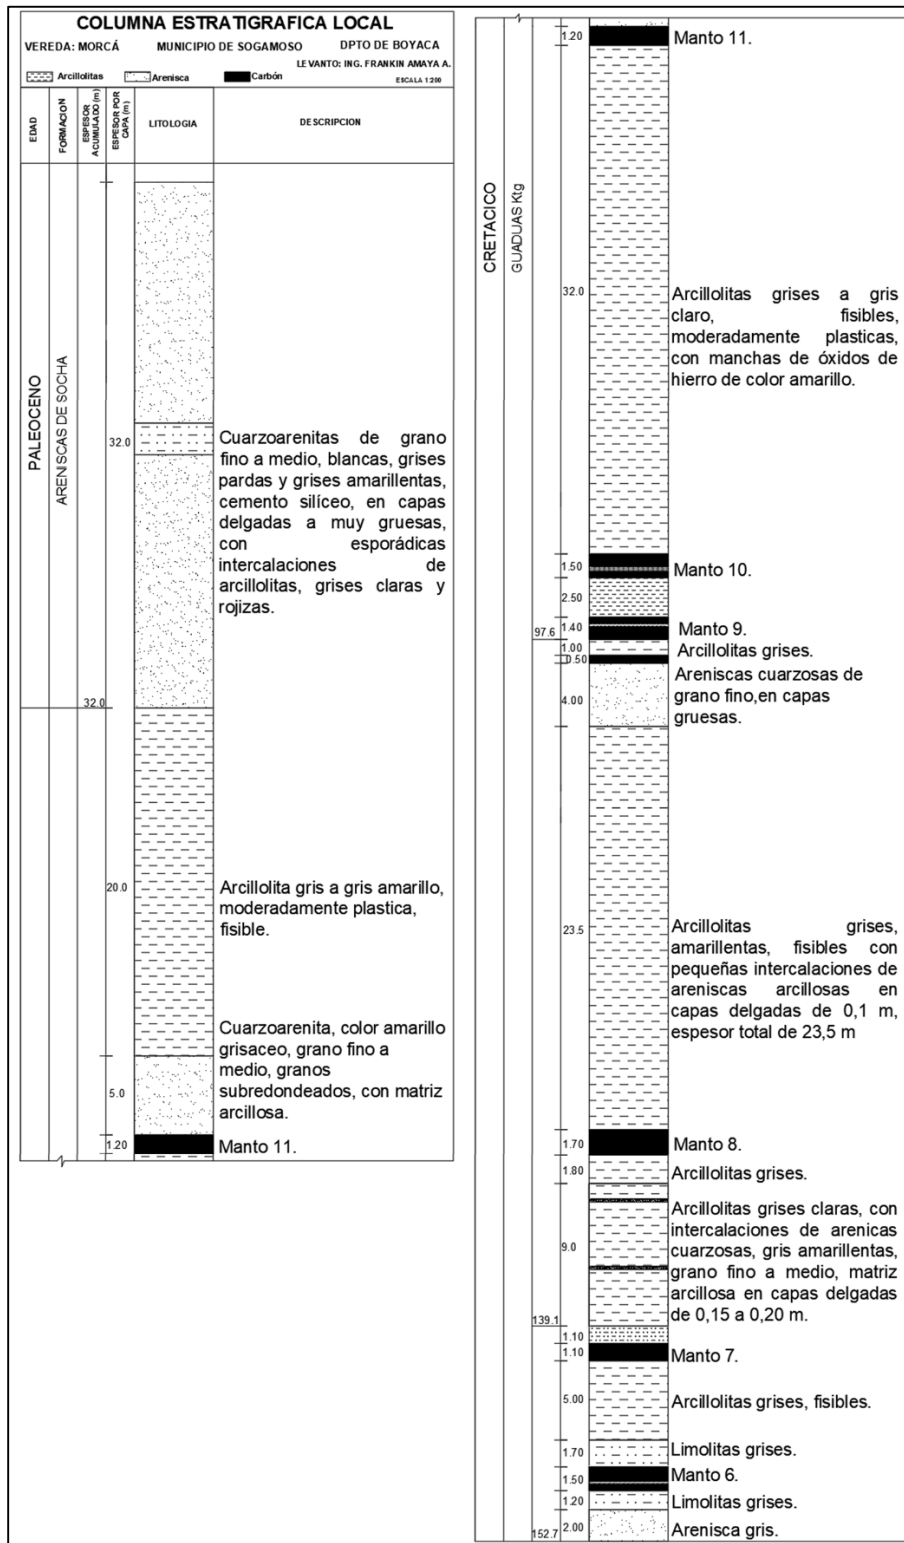 COLUMNA ESTRATIGRAFICA LOCAL
VEREDA: MORCÁ MUNICIPIO DE SOGAMOSO DPTO DE BOYACA
LEVANTO: ING. FRANKIN AMAYA A.
Arcillolitas Arenisca Carbón ESCALA 1:200
EDAD
FORMACION
ESPESOR ACUMULADO (m)
ESPESOR POR CAPA (m)
LITOLOGIA
DESCRIPCION
PALEOCENO
ARENISCAS DE SOCHA
32.0
Cuarzoarenitas de grano
fino a medio, blancas, grises
pardas y grises amarillentas,
cemento silíceo, en capas
delgadas a muy gruesas,
con esporádicas
intercalaciones de
arcillolitas, grises claras y
rojizas.
32.0
20.0
Arcillolita gris a gris amarillo,
moderadamente plastica,
fisible.
Cuarzoarenita, color amarillo
grisaceo, grano fino a
medio, granos
subredondeados, con matriz
arcillosa.
5.0
1.20 Manto 11.
CRETACICO
GUADUAS Ktg
1.20 Manto 11.
32.0
Arcillolitas grises a gris
claro, fisibles,
moderadamente plasticas,
con manchas de óxidos de
hierro de color amarillo.
1.50 Manto 10.
2.50
1.40 Manto 9.
97.6
1.00 Arcillolitas grises.
0.50
Areniscas cuarzosas de
4.00 grano fino,en capas
gruesas.
23.5
Arcillolitas grises,
amarillentas, fisibles con
pequeñas intercalaciones de
areniscas arcillosas en
capas delgadas de 0,1 m,
espesor total de 23,5 m
1.70 Manto 8.
1.80 Arcillolitas grises.
9.0
Arcillolitas grises claras, con
intercalaciones de arenicas
cuarzosas, gris amarillentas,
grano fino a medio, matriz
arcillosa en capas delgadas
de 0,15 a 0,20 m.
139.1
1.10
1.10 Manto 7.
5.00 Arcillolitas grises, fisibles.
1.70 Limolitas grises.
1.50 Manto 6.
1.20 Limolitas grises.
152.7 2.00 Arenisca gris.